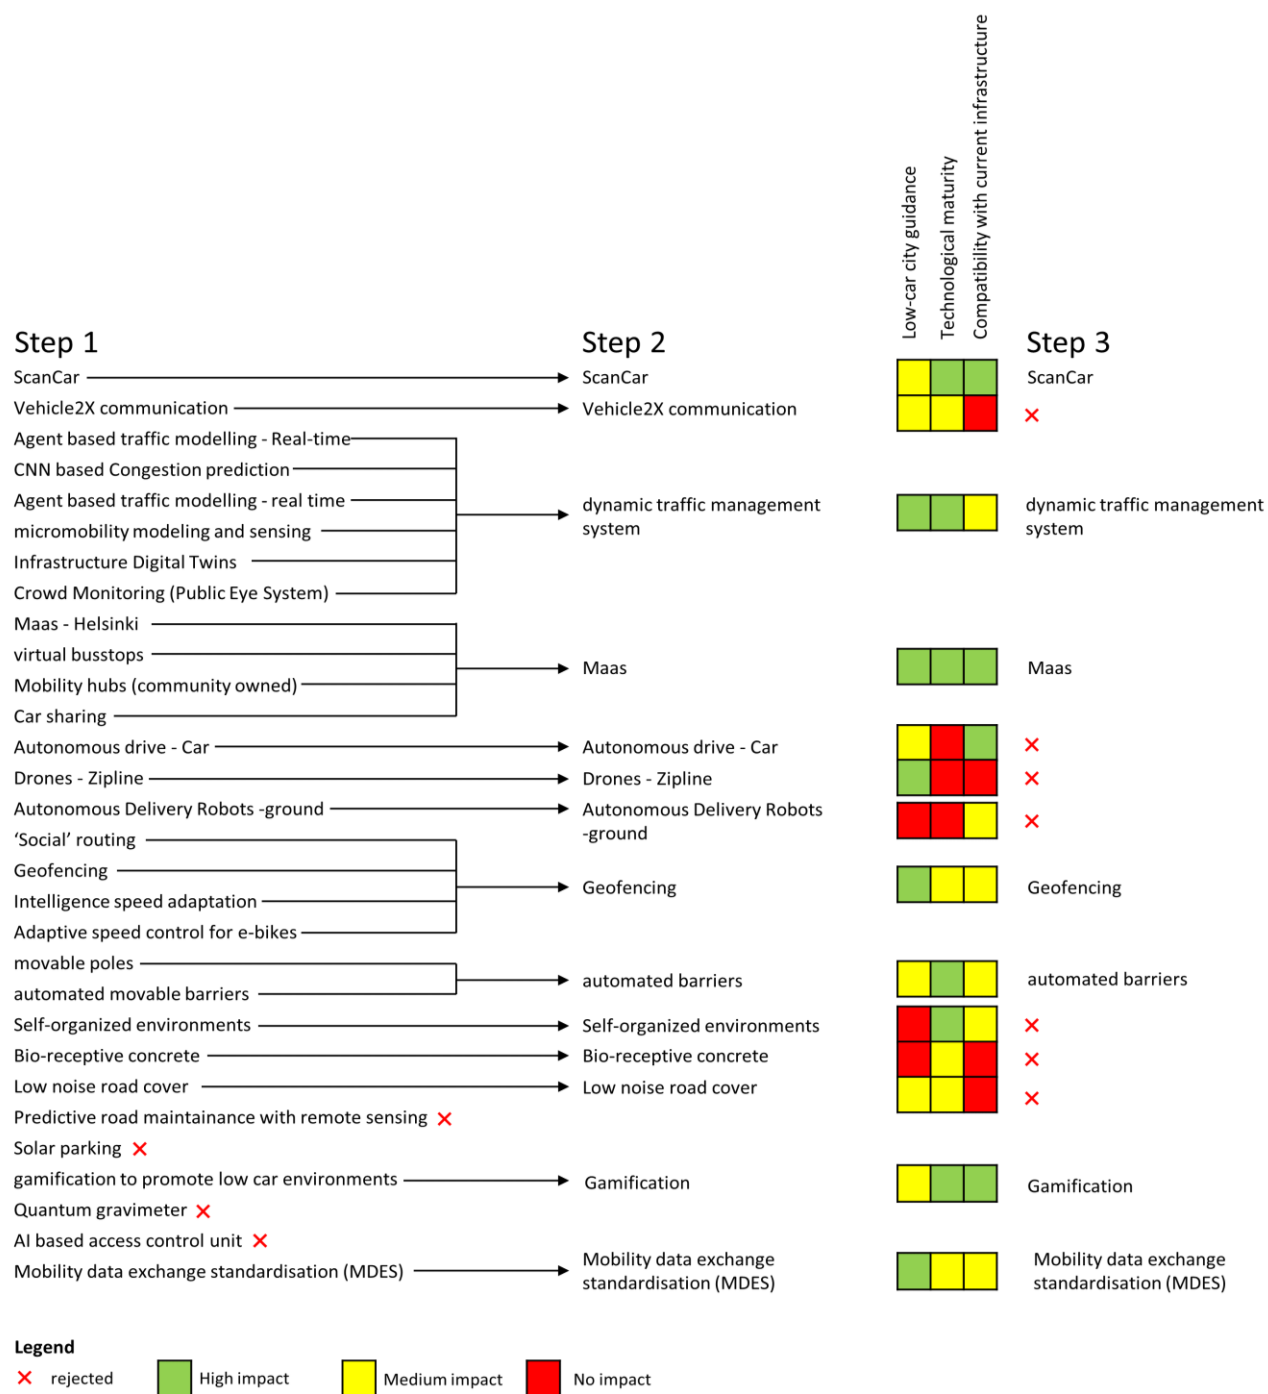 Low-car city guidance
Technological maturity
Compatibility with current infrastructure
Step 1
Step 2
Step 3
ScanCar
ScanCar
ScanCar
Vehicle2X communication
Vehicle2X communication
Agent based traffic modelling - Real-time
CNN based Congestion prediction
Agent based traffic modelling - real time
dynamic traffic management
system
dynamic traffic management
system
micromobility modeling and sensing
Infrastructure Digital Twins
Crowd Monitoring (Public Eye System)
Maas - Helsinki
virtual busstops
Maas
Maas
Mobility hubs (community owned)
Car sharing
Autonomous drive - Car
Autonomous drive - Car
Drones - Zipline
Drones - Zipline
Autonomous Delivery Robots -ground
Autonomous Delivery Robots
-ground
‘Social’ routing
Geofencing
Geofencing
Geofencing
Intelligence speed adaptation
Adaptive speed control for e-bikes
movable poles
automated barriers
automated barriers
automated movable barriers
Self-organized environments
Self-organized environments
Bio-receptive concrete
Bio-receptive concrete
Low noise road cover
Low noise road cover
Predictive road maintainance with remote sensing
Solar parking
gamification to promote low car environments
Gamification
Gamification
Quantum gravimeter
AI based access control unit
Mobility data exchange standardisation (MDES)
Mobility data exchange
standardisation (MDES)
Mobility data exchange
standardisation (MDES)
Legend
rejected
High impact
Medium impact
No impact